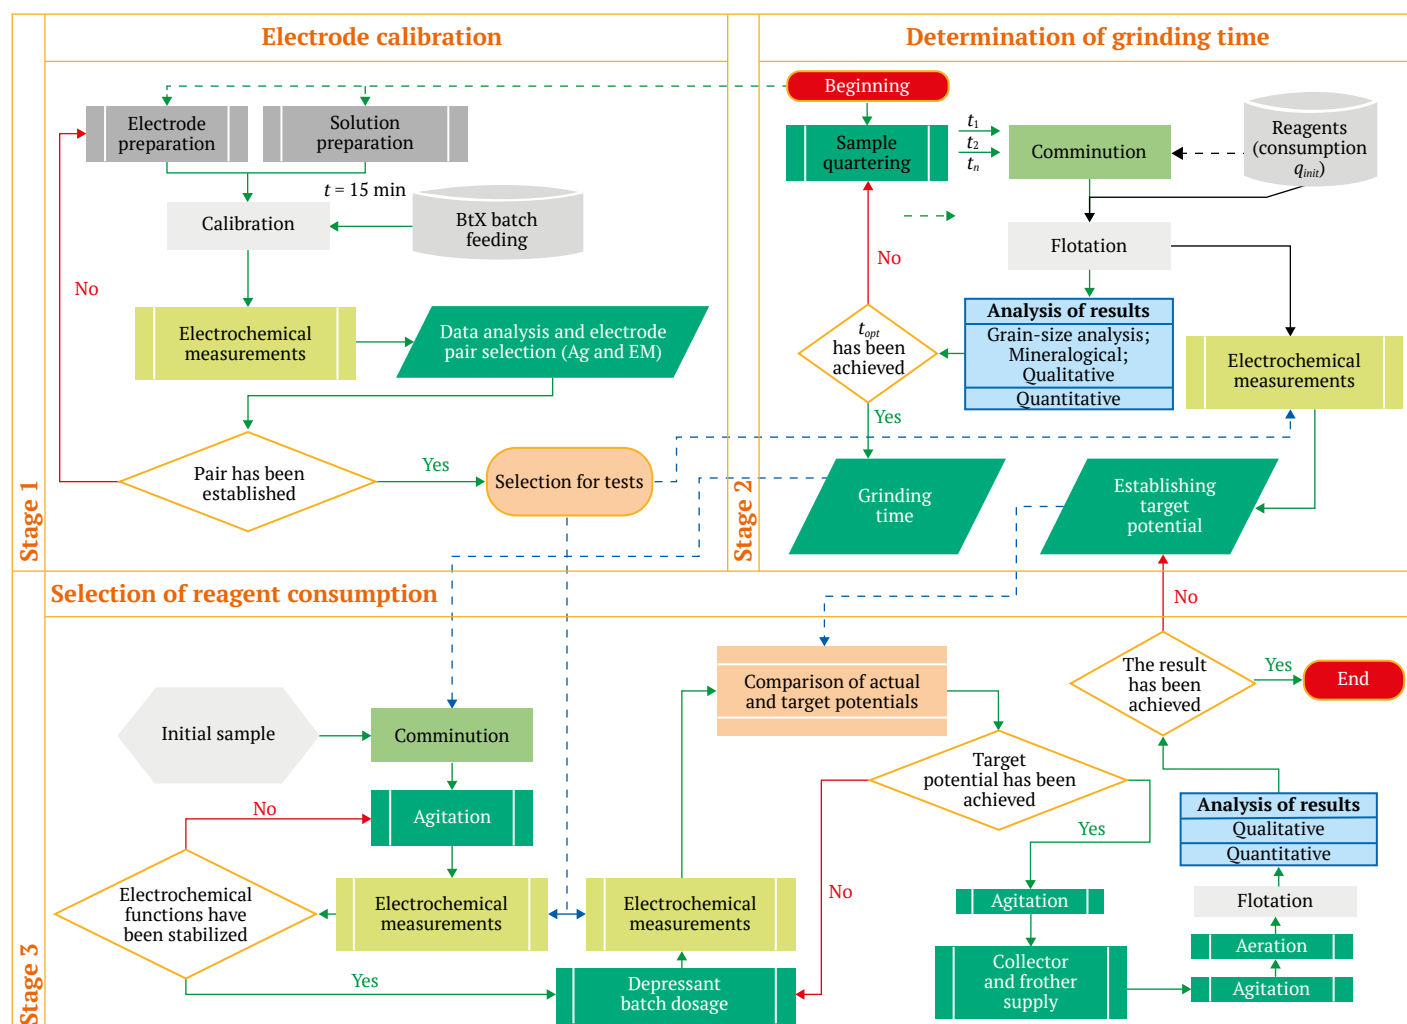 Electrode calibration
Stage 1
Electrode
preparation
Solution
preparation
t = 15 min
Calibration
BtX batch
feeding
No
Electrochemical
measurements
Data analysis and electrode
pair selection (Ag and EM)
Pair has been
established
Yes
Selection for tests
Determination of grinding time
Stage 2
Beginning
Sample
quartering
t1
t2
tn
Comminution
Reagents
(consumption
qinit)
Flotation
No
Analysis of results
Grain-size analysis;
Mineralogical;
Qualitative
Quantitative
topt
has been
achieved
Electrochemical
measurements
Yes
Grinding
time
Establishing
target
potential
Selection of reagent consumption
Stage 3
No
Initial sample
Comminution
No
Agitation
Electrochemical
functions have
been stabilized
Electrochemical
measurements
Electrochemical
measurements
Yes
Depressant
batch dosage
Comparison of actual
and target potentials
Target
potential has been
achieved
No
Yes
Agitation
Collector
and frother
supply
Agitation
Aeration
Flotation
Analysis of results
Qualitative
Quantitative
The result
has been
achieved
Yes
End